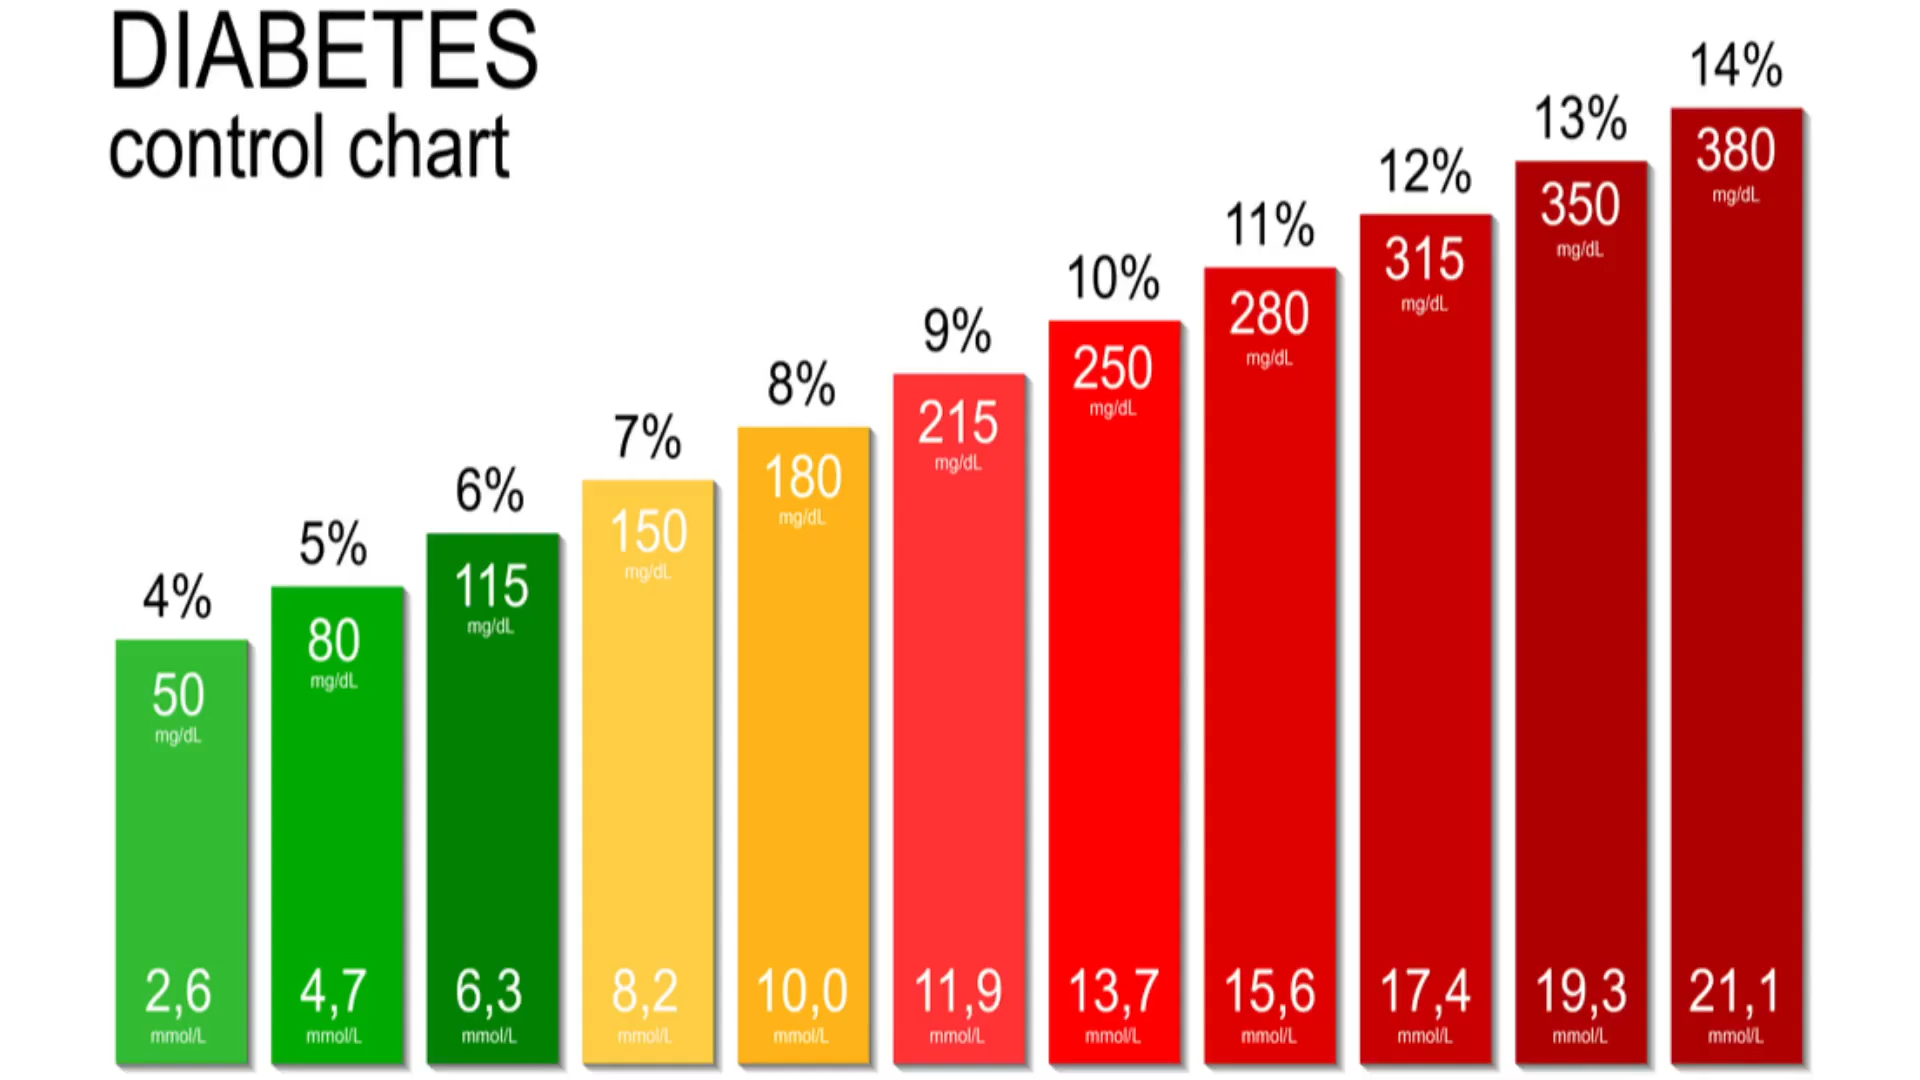 DIABETES
control chart
4%
50
mg/dL
2,6
mmol/L
5%
80
mg/dL
4,7
mmol/L
6%
115
mg/dL
6,3
mmol/L
7%
150
mg/dL
8,2
mmol/L
8%
180
mg/dL
10,0
mmol/L
9%
215
mg/dL
11,9
mmol/L
10%
250
mg/dL
13,7
mmol/L
11%
280
mg/dL
15,6
mmol/L
12%
315
mg/dL
17,4
mmol/L
13%
350
mg/dL
19,3
mmol/L
14%
380
mg/dL
21,1
mmol/L